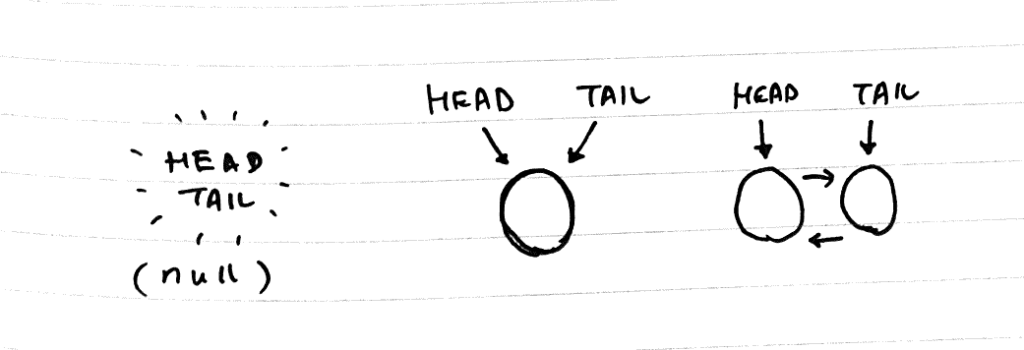 HEAD
TAIL
(null)
HEAD TAIL
HEAD TAIL